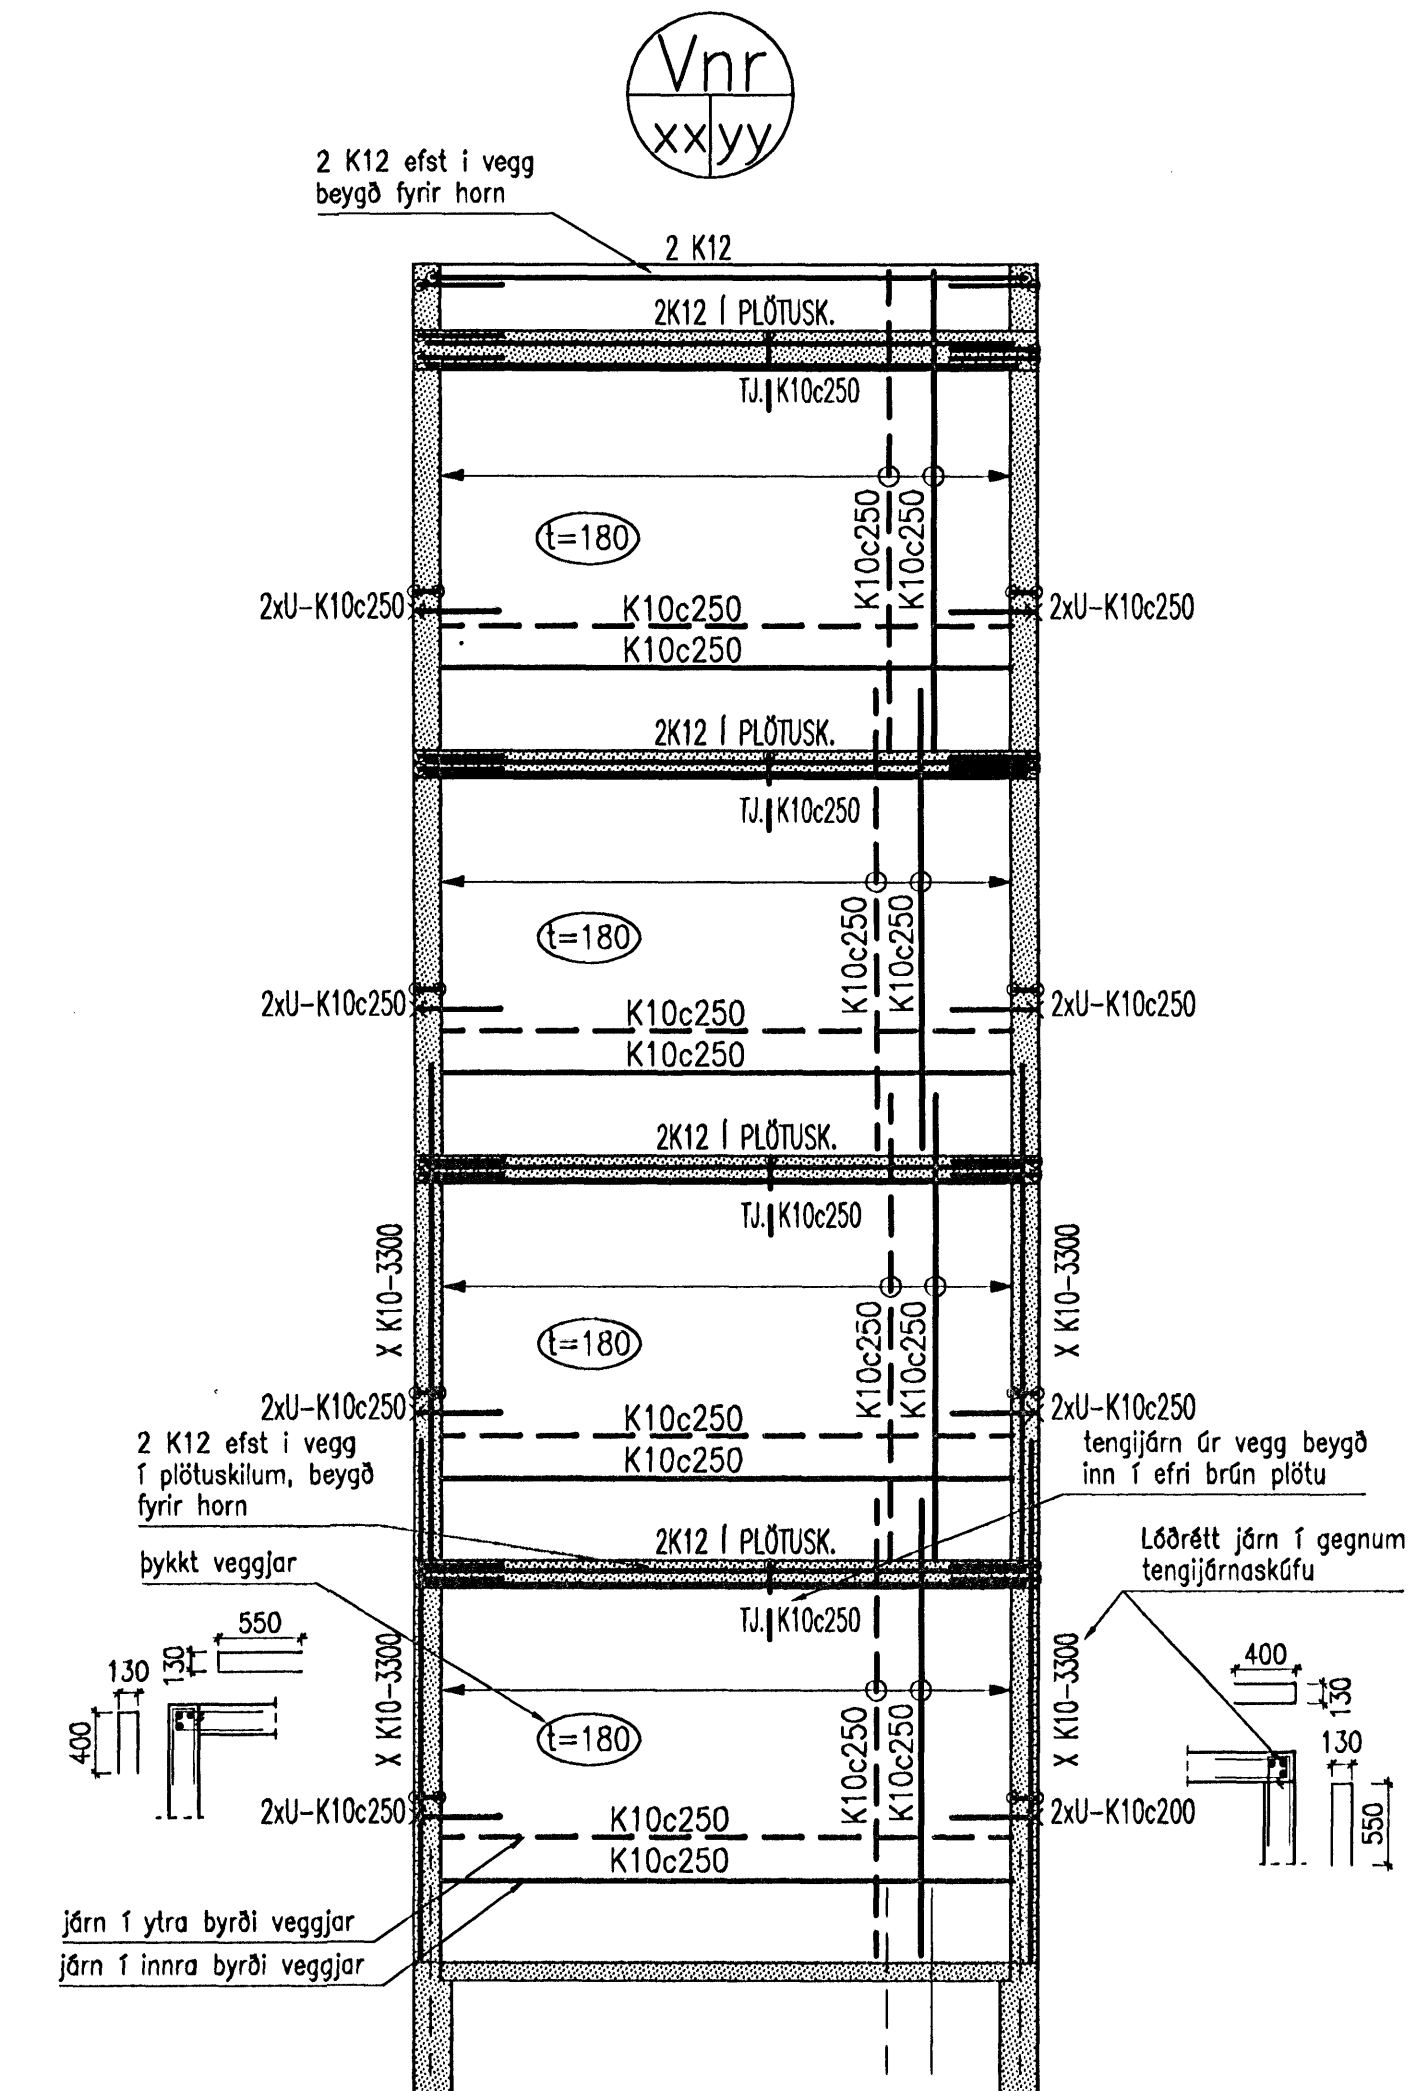 Vnr
xx yy
2 K12 efst í vegg
beygð fyrir horn
2 K12
2K12 Í PLÖTUSK.
TJ. K10c250
K10c250
K10c250
t=180
2xU-K10c250
K10c250
2xU-K10c250
K10c250
2K12 Í PLÖTUSK.
TJ. K10c250
K10c250
K10c250
t=180
2xU-K10c250
K10c250
2xU-K10c250
K10c250
2K12 Í PLÖTUSK.
TJ. K10c250
X K10-3300
X K10-3300
K10c250
K10c250
t=180
2xU-K10c250
K10c250
2xU-K10c250
K10c250
2 K12 efst í vegg
í plötuskilum, beygð
fyrir horn
tengijárn úr vegg beygð
inn í efri brún plötu
2K12 Í PLÖTUSK.
Lóðrétt járn í gegnum
tengijárnaskúfu
þykkt veggjar
TJ. K10c250
550
130
130
400
X K10-3300
X K10-3300
400
130
130
550
K10c250
K10c250
t=180
2xU-K10c250
K10c250
2xU-K10c200
K10c250
járn í ytra byrði veggjar
járn í innra byrði veggjar